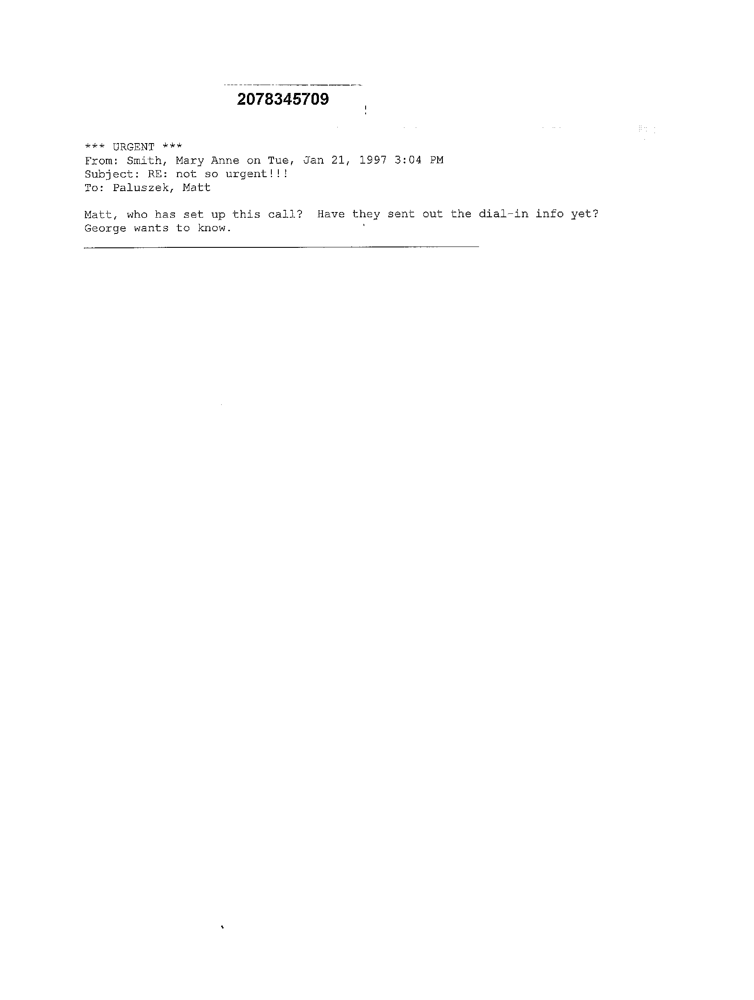 2078345709
*** URGENT ***
From: Smith, Mary Anne on Tue, Jan 21, 1997 3:04 PM
Subject: RE: not so urgent!!!
To: Paluszek, Matt
Matt, who has set up this call?  Have they sent out the dial-in info yet?
George wants to know.